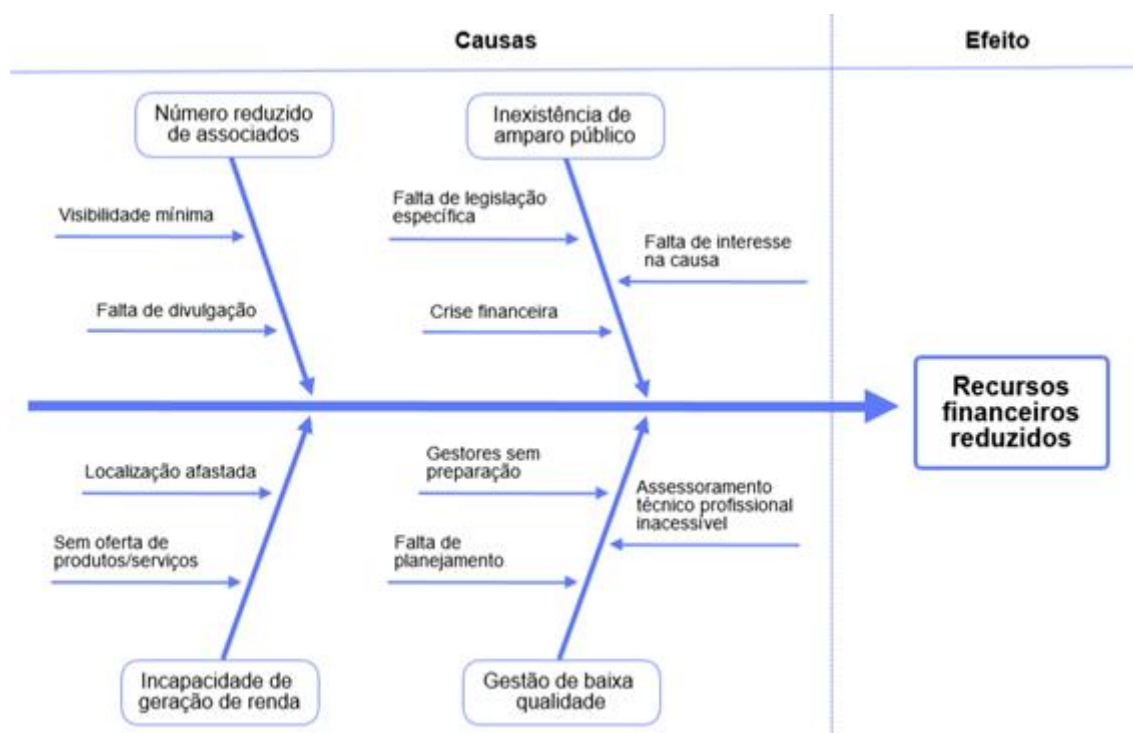 Causas
Efeito
Número reduzido
de associados
Inexistência de
amparo público
Visibilidade mínima
Falta de divulgação
Falta de legislação
específica
Falta de interesse
na causa
Crise financeira
Recursos
financeiros
reduzidos
Localização afastada
Sem oferta de
produtos/serviços
Gestores sem
preparação
Assessoramento
técnico profissional
inacessível
Falta de
planejamento
Incapacidade de
geração de renda
Gestão de baixa
qualidade